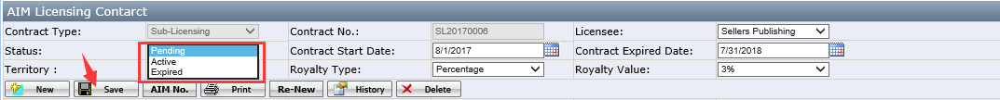 AIM Licensing Contarct
Contract Type: Sub-Licensing Contract No.: SL20170006 Licensee: Sellers Publishing
Status: Pending Contract Start Date: 8/1/2017 Contract Expired Date: 7/31/2018
Active
Expired
Territory : Royalty Type: Percentage Royalty Value: 3%
New Save AIM No. Print Re-New History Delete